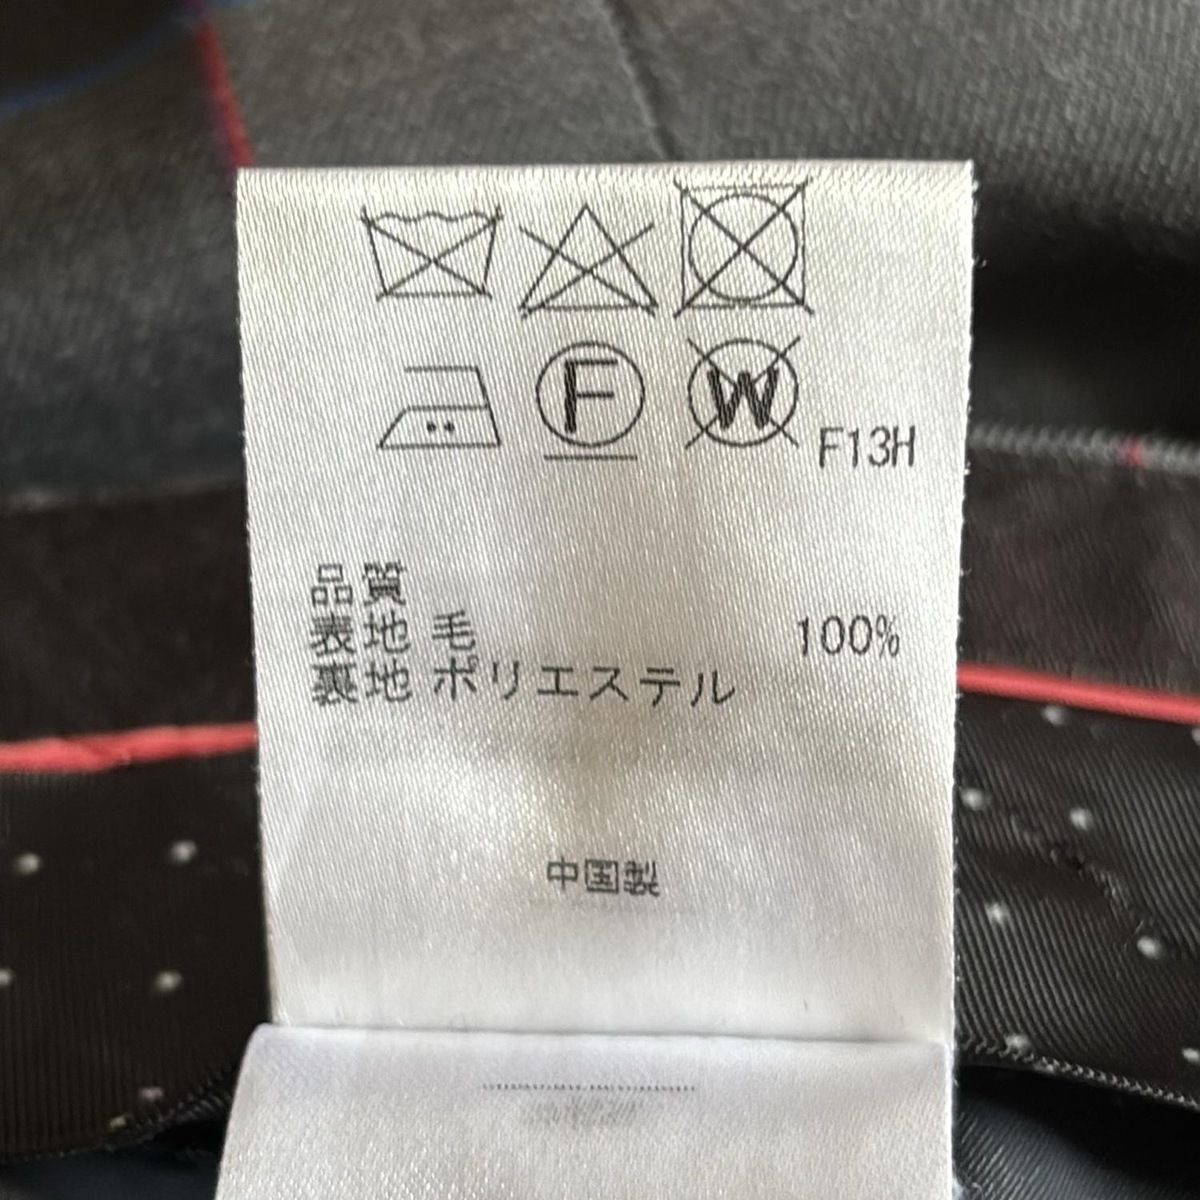 F W F13H
品質
表地 毛 100%
裏地 ポリエステル
中国製